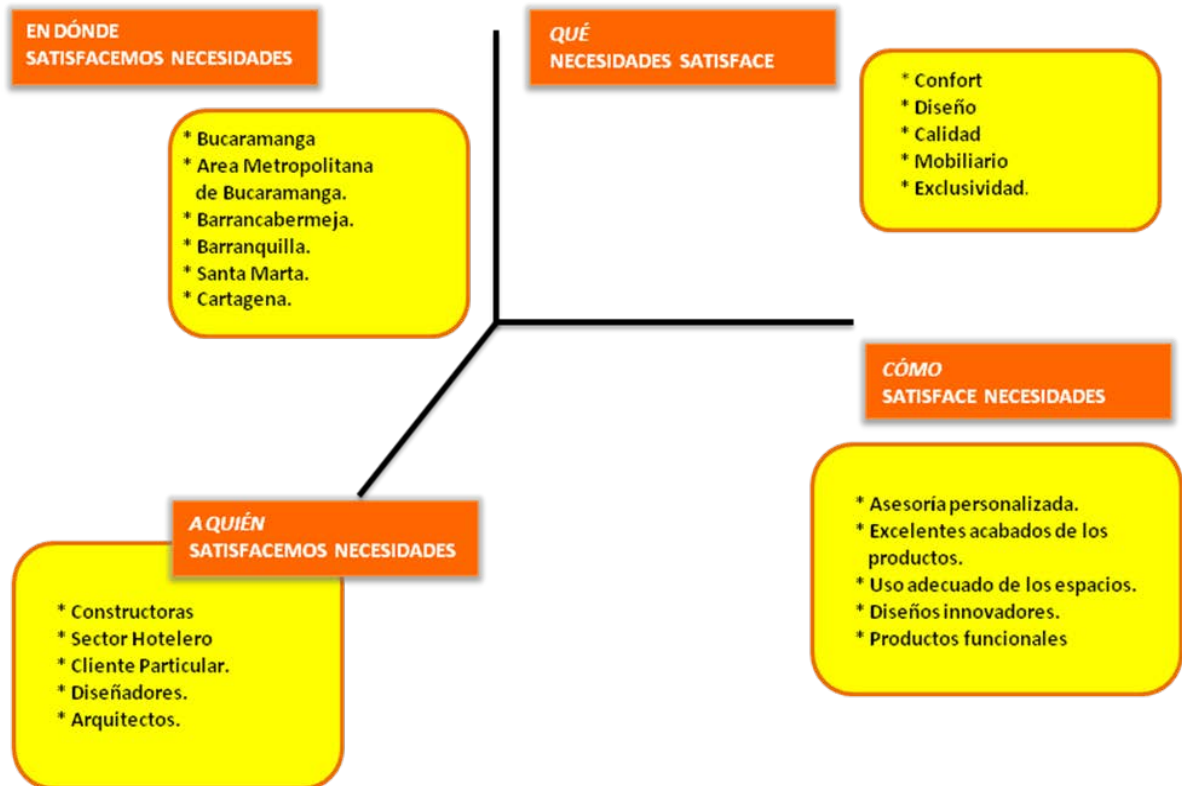 EN DÓNDE
SATISFACEMOS NECESIDADES
* Bucaramanga
* Area Metropolitana
de Bucaramanga.
* Barrancabermeja.
* Barranquilla.
* Santa Marta.
* Cartagena.
QUÉ
NECESIDADES SATISFACE
* Confort
* Diseño
* Calidad
* Mobiliario
* Exclusividad.
CÓMO
SATISFACE NECESIDADES
* Asesoría personalizada.
* Excelentes acabados de los
productos.
* Uso adecuado de los espacios.
* Diseños innovadores.
* Productos funcionales
A QUIÉN
SATISFACEMOS NECESIDADES
* Constructoras
* Sector Hotelero
* Cliente Particular.
* Diseñadores.
* Arquitectos.